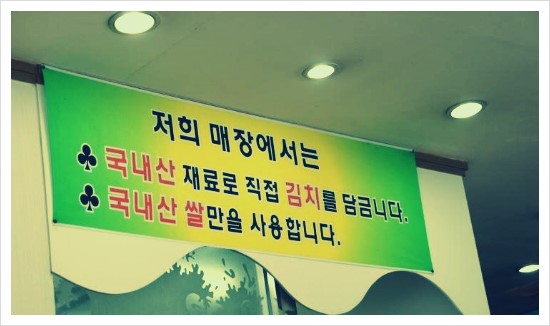 저희 매장에서는
♣ 국내산 재료로 직접 김치를 담금니다.
♣ 국내산 쌀만을 사용합니다.